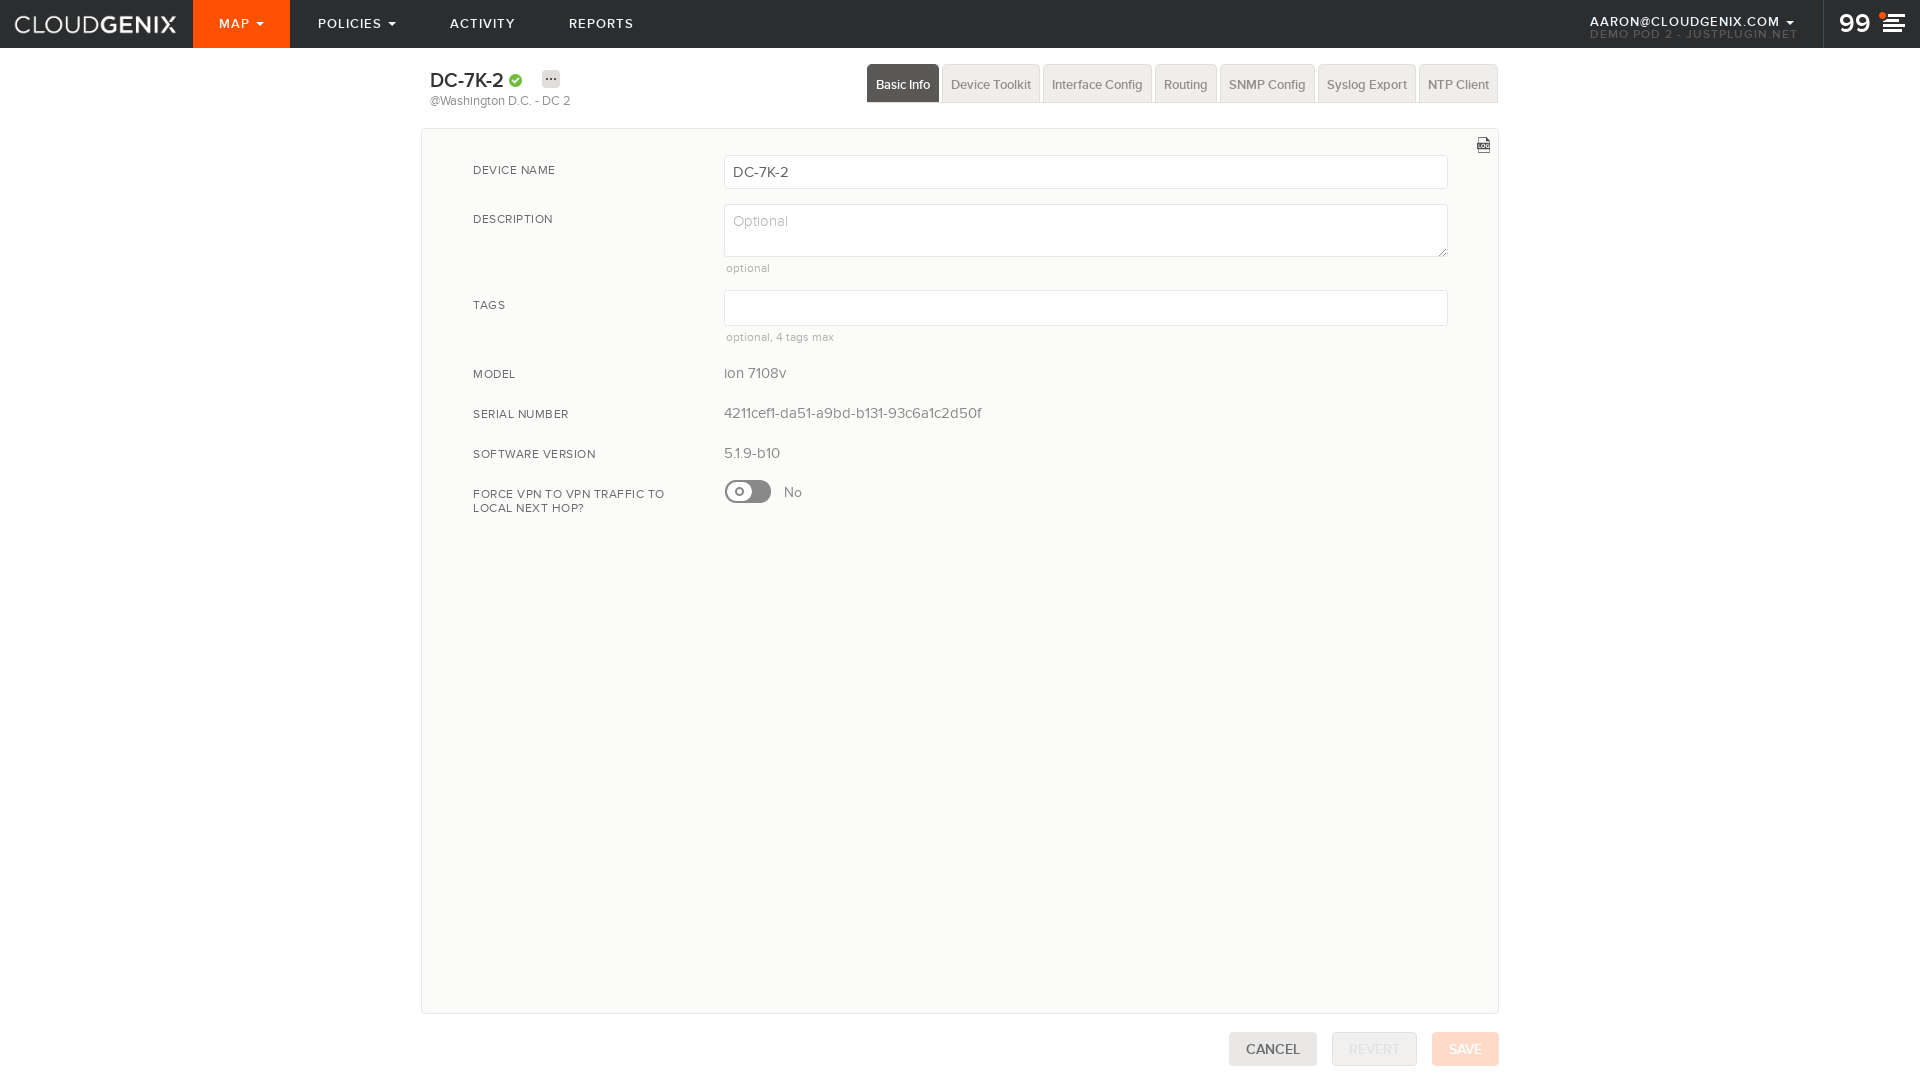 CLOUDGENIX
MAP
POLICIES
ACTIVITY
REPORTS
AARON@CLOUDGENIX.COM
DEMO POD 2 - JUSTPLUGIN.NET
99
DC-7K-2
@Washington D.C. - DC 2
Basic Info
Device Toolkit
Interface Config
Routing
SNMP Config
Syslog Export
NTP Client
LOG
DEVICE NAME
DC-7K-2
DESCRIPTION
Optional
optional
TAGS
optional, 4 tags max
MODEL
ion 7108v
SERIAL NUMBER
4211cef1-da51-a9bd-b131-93c6a1c2d50f
SOFTWARE VERSION
5.1.9-b10
FORCE VPN TO VPN TRAFFIC TO
LOCAL NEXT HOP?
No
CANCEL
REVERT
SAVE